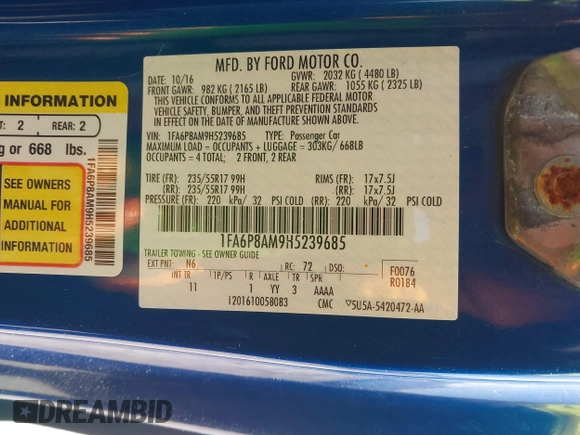 MFD. BY FORD MOTOR CO.
DATE: 10/16 GVWR: 2032 KG ( 4480 LB)
FRONT GAWR: 982 KG ( 2165 LB) REAR GAWR: 1055 KG ( 2325 LB)
THIS VEHICLE CONFORMS TO ALL APPLICABLE FEDERAL MOTOR
VEHICLE SAFETY, BUMPER, AND THEFT PREVENTION STANDARDS
IN EFFECT ON THE DATE OF MANUFACTURE SHOWN ABOVE.
VIN: 1FA6P8AM9H5239685 TYPE: Passenger Car
MAXIMUM LOAD = OCCUPANTS + LUGGAGE = 303KG/668LB
OCCUPANTS = 4 TOTAL; 2 FRONT, 2 REAR
TIRE (FR): 235/55R17 99H RIMS (FR): 17x7.5J
(RR): 235/55R17 99H (RR): 17x7.5J
PRESSURE (FR): 220 kPa/ 32 PSI COLD (RR): 220 kPa/ 32 PSI COLD
1FA6P8AM9H5239685
TRAILER TOWING - SEE OWNER GUIDE
EXT PNT: N6 RC: 72 DSO: F0076
INT TR 1P/PS R AXLE TR SPR R0184
11 1 YY 3 AAAA
1201610058083 CMC 5U5A-5420472-AA
INFORMATION
T: 2 REAR: 2
g or 668 lbs.
SEE OWNERS
MANUAL FOR
ADDITIONAL
INFORMATION
1FA6P8AM9H5239685
DREAMBID